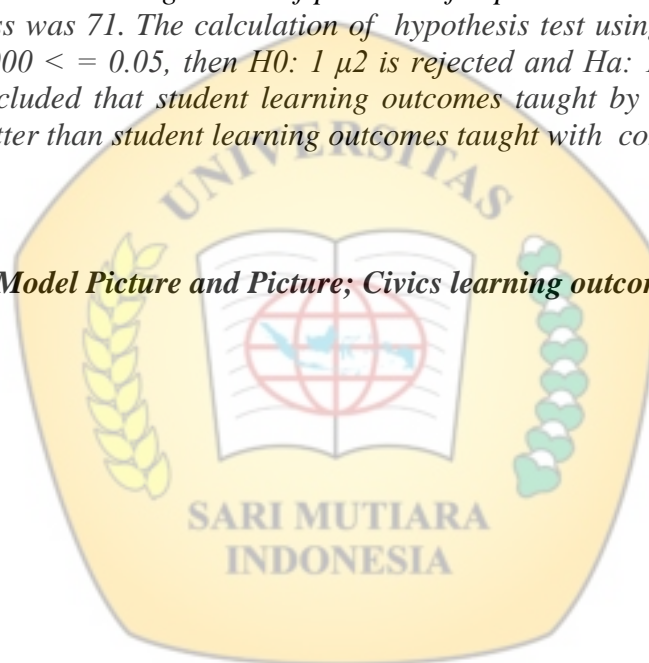 ss was 71. The calculation of hypothesis test using
000 < = 0.05, then H0: 1 μ2 is rejected and Ha:
cluded that student learning outcomes taught by
tter than student learning outcomes taught with
Model Picture and Picture; Civics learning
UNIVERSITAS
SARI MUTIARA
INDONESIA